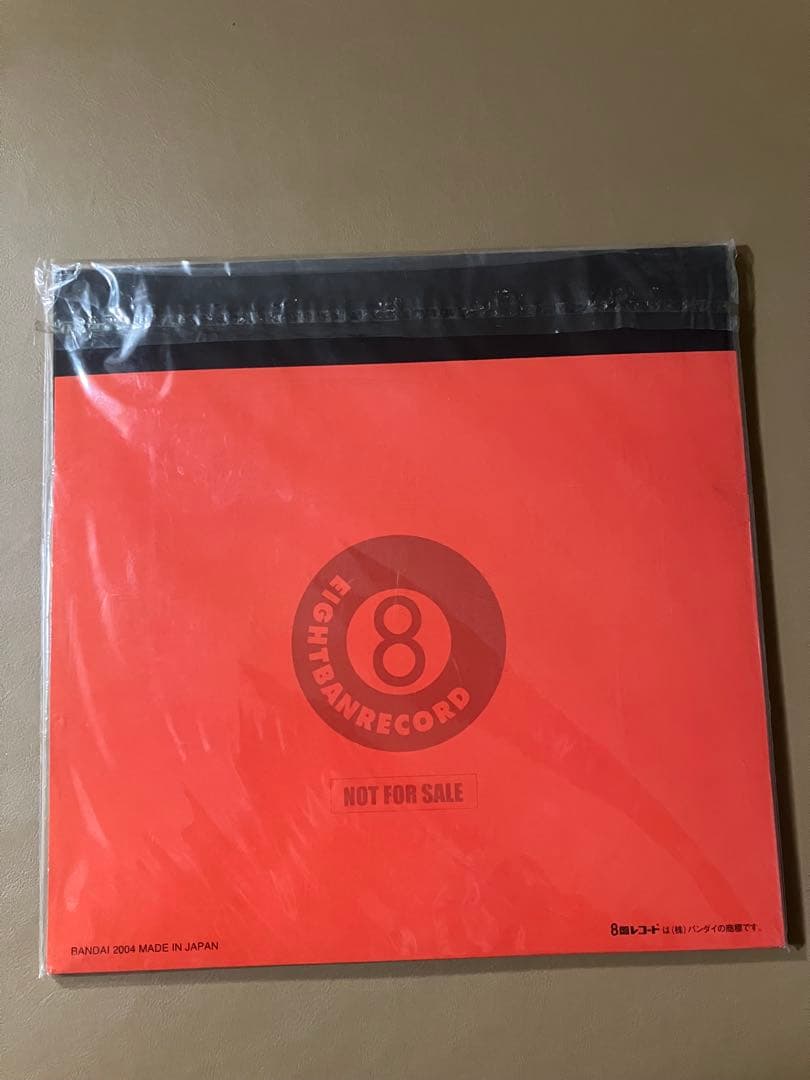 8
EIGHTBANRECORD
NOT FOR SALE
BANDAI 2004 MADE IN JAPAN
8盤レコードは(株)バンダイの商標です。